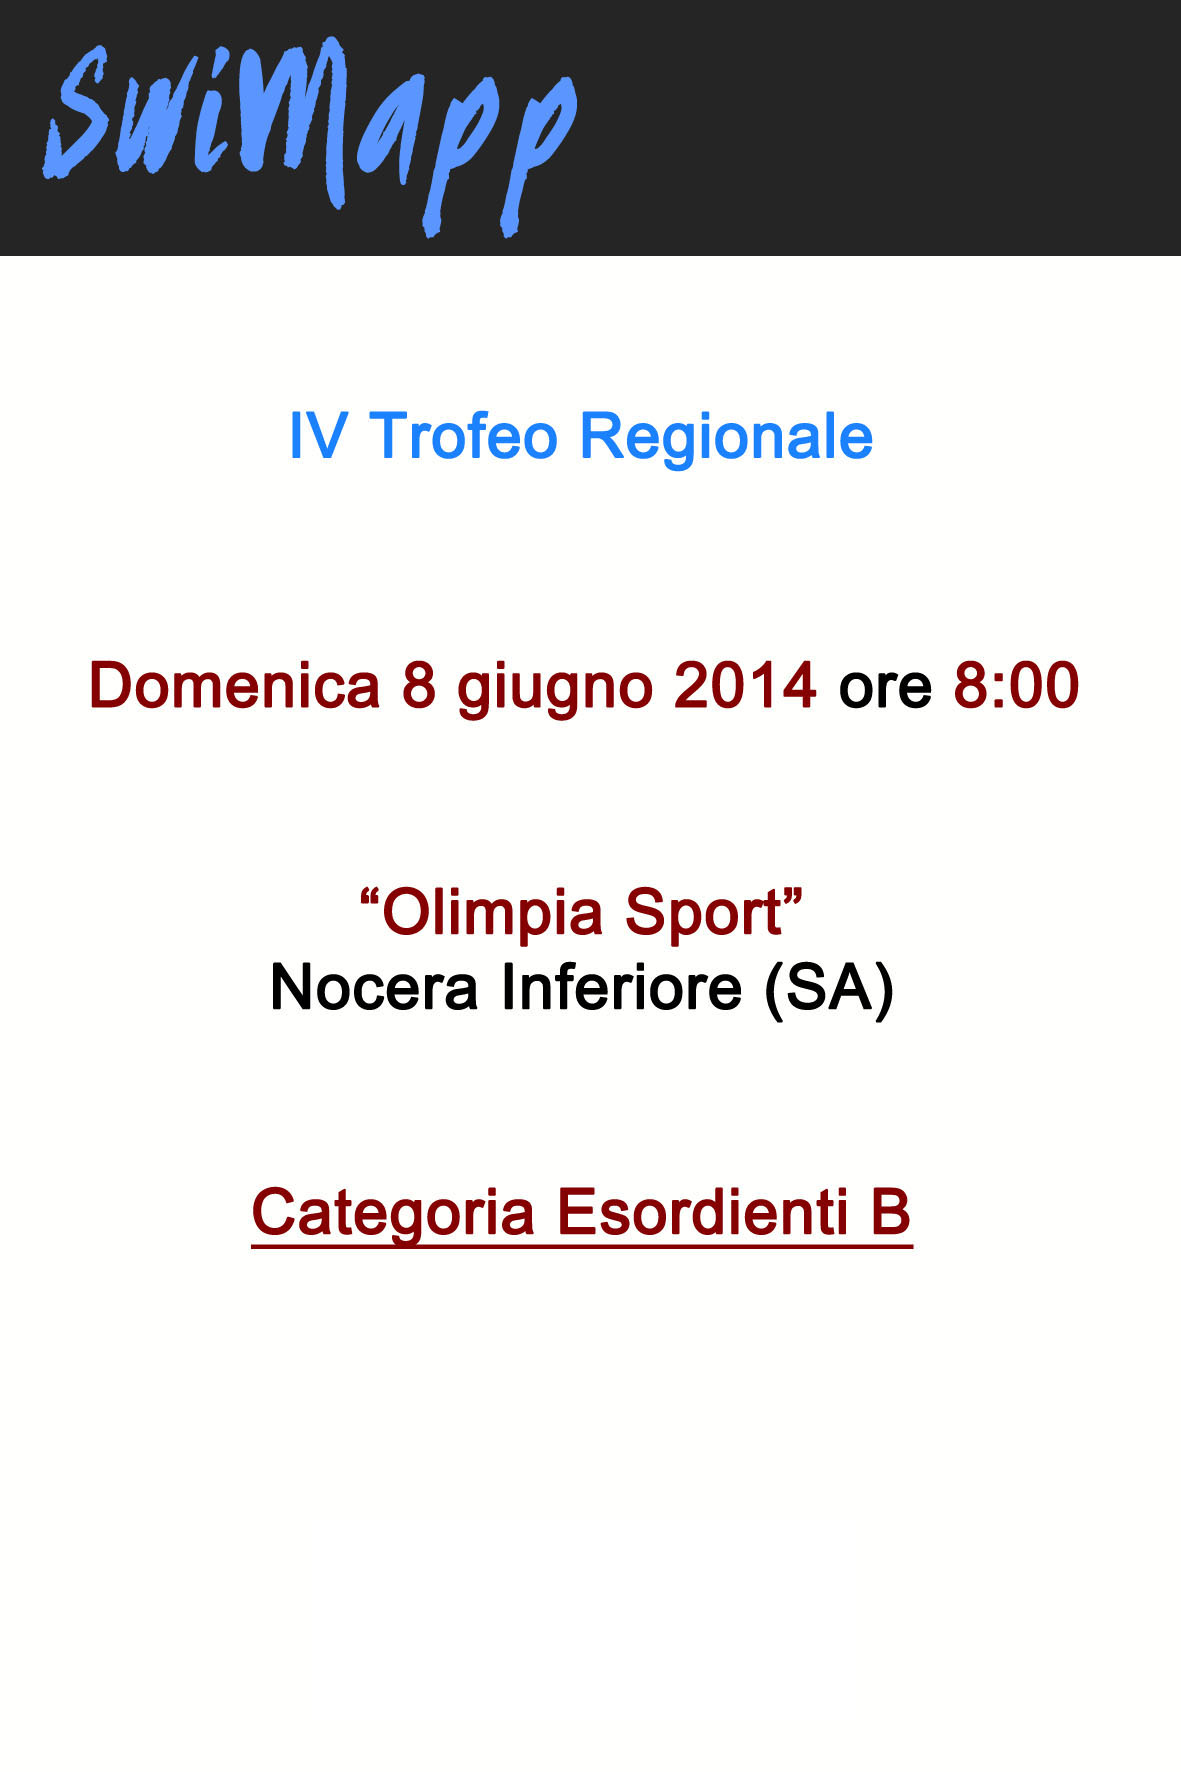 SwiMapp
IV Trofeo Regionale
Domenica 8 giugno 2014 ore 8:00
“Olimpia Sport”
Nocera Inferiore (SA)
Categoria Esordienti B